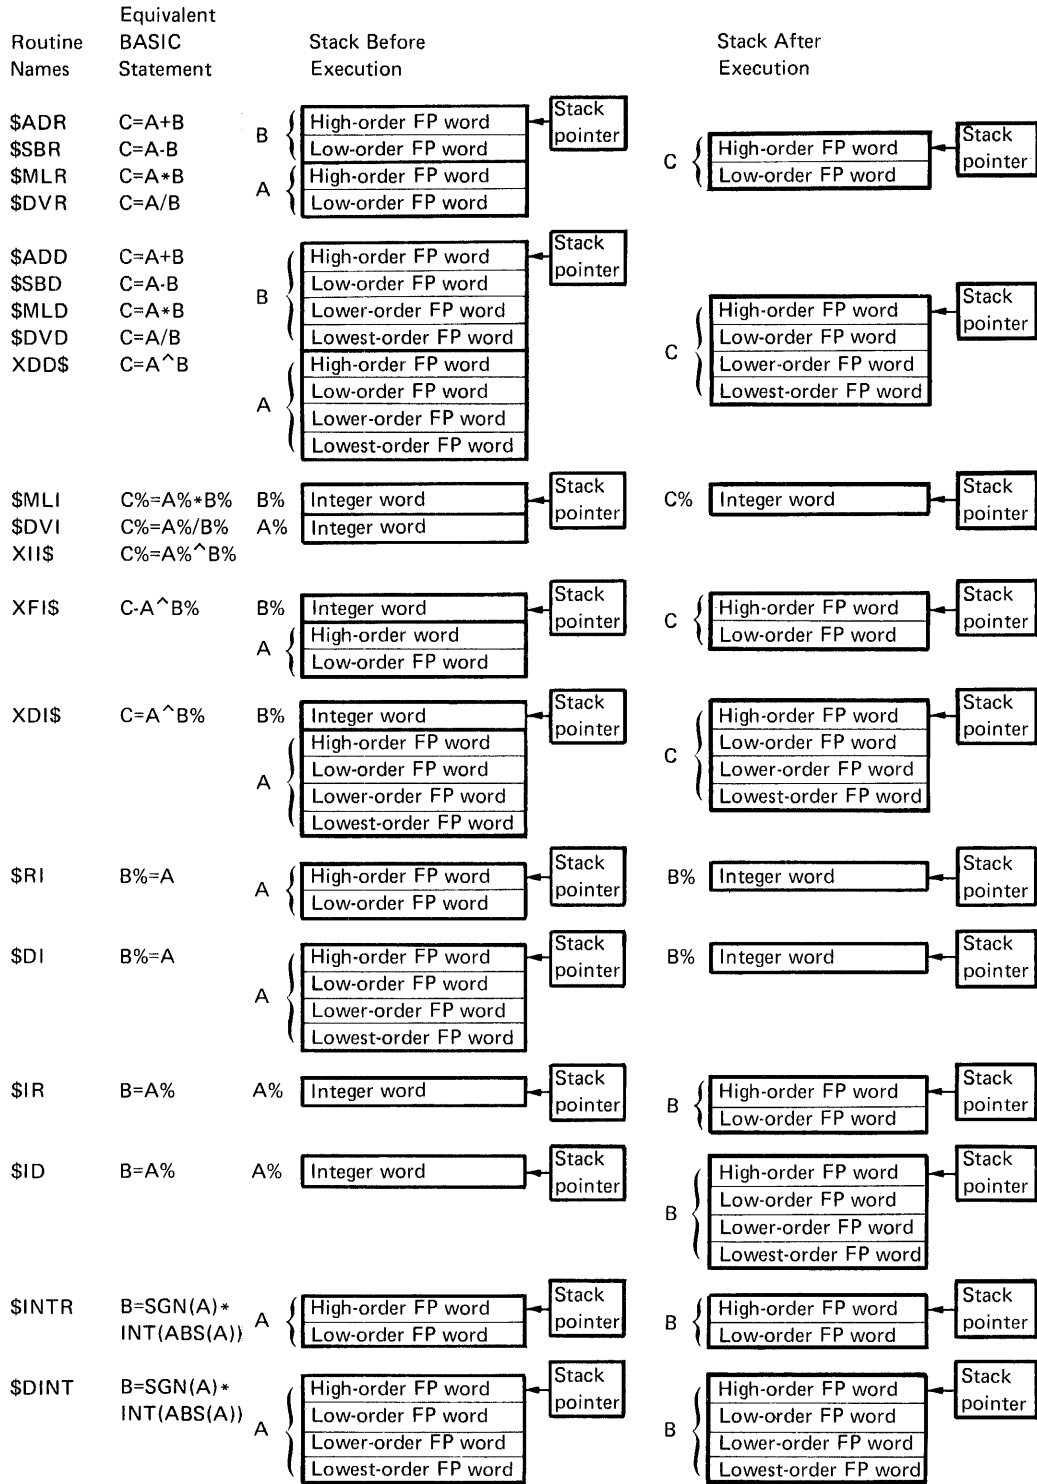 Equivalent
Routine BASIC Stack Before Stack After
Names Statement Execution Execution
$ADR C=A+B B High-order FP word Stack pointer
$SBR C=A-B Low-order FP word C High-order FP word Stack pointer
$MLR C=A*B A High-order FP word Low-order FP word
$DVR C=A/B Low-order FP word
$ADD C=A+B High-order FP word Stack pointer
$SBD C=A-B B Low-order FP word
$MLD C=A*B Lower-order FP word High-order FP word Stack pointer
$DVD C=A/B Lowest-order FP word C Low-order FP word
XDD$ C=A^B High-order FP word Lower-order FP word
A Low-order FP word Lowest-order FP word
Lower-order FP word
Lowest-order FP word
$MLI C%=A%*B% B% Integer word Stack pointer C% Integer word Stack pointer
$DVI C%=A%/B% A% Integer word
XII$ C%=A%^B%
XFI$ C-A^B% B% Integer word Stack pointer C High-order FP word Stack pointer
A High-order word Low-order FP word
Low-order FP word
XDI$ C=A^B% B% Integer word Stack pointer High-order FP word Stack pointer
High-order FP word C Low-order FP word
A Low-order FP word Lower-order FP word
Lower-order FP word Lowest-order FP word
Lowest-order FP word
$RI B%=A A High-order FP word Stack pointer B% Integer word Stack pointer
Low-order FP word
$DI B%=A High-order FP word Stack pointer B% Integer word Stack pointer
A Low-order FP word
Lower-order FP word
Lowest-order FP word
$IR B=A% A% Integer word Stack pointer B High-order FP word Stack pointer
Low-order FP word
$ID B=A% A% Integer word Stack pointer High-order FP word Stack pointer
B Low-order FP word
Lower-order FP word
Lowest-order FP word
$INTR B=SGN(A)* A High-order FP word Stack pointer B High-order FP word Stack pointer
INT(ABS(A)) Low-order FP word Low-order FP word
$DINT B=SGN(A)* High-order FP word Stack pointer High-order FP word Stack pointer
INT(ABS(A)) A Low-order FP word B Low-order FP word
Lower-order FP word Lower-order FP word
Lowest-order FP word Lowest-order FP word